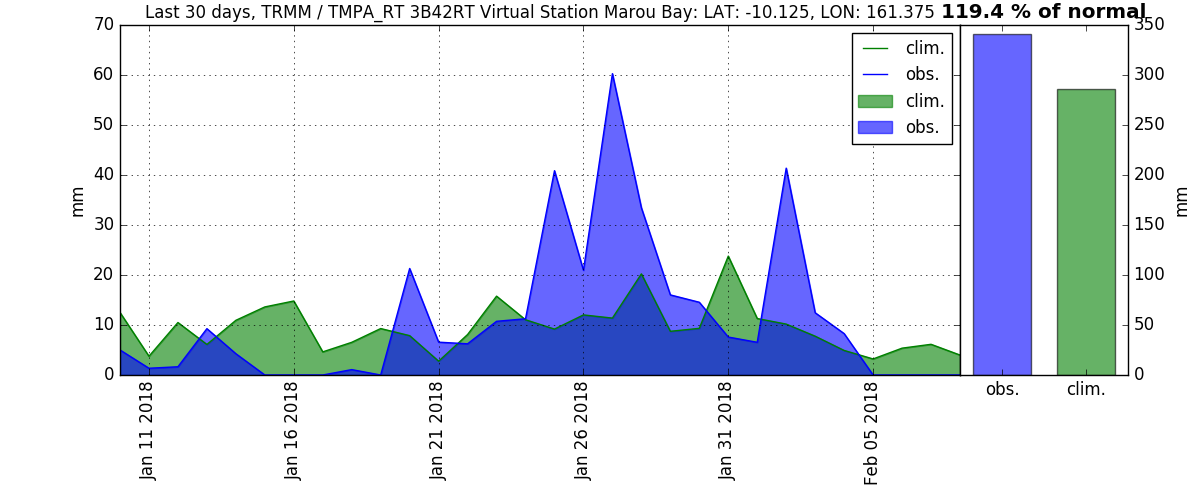 Last 30 days, TRMM / TMPA_RT 3B42RT Virtual Station Marou Bay: LAT: -10.125, LON: 161.375 119.4 % of normal
70
60
50
40
30
20
10
0
mm
clim.
obs.
clim.
obs.
350
300
250
200
150
100
50
0
mm
Jan 11 2018
Jan 16 2018
Jan 21 2018
Jan 26 2018
Jan 31 2018
Feb 05 2018
obs.
clim.